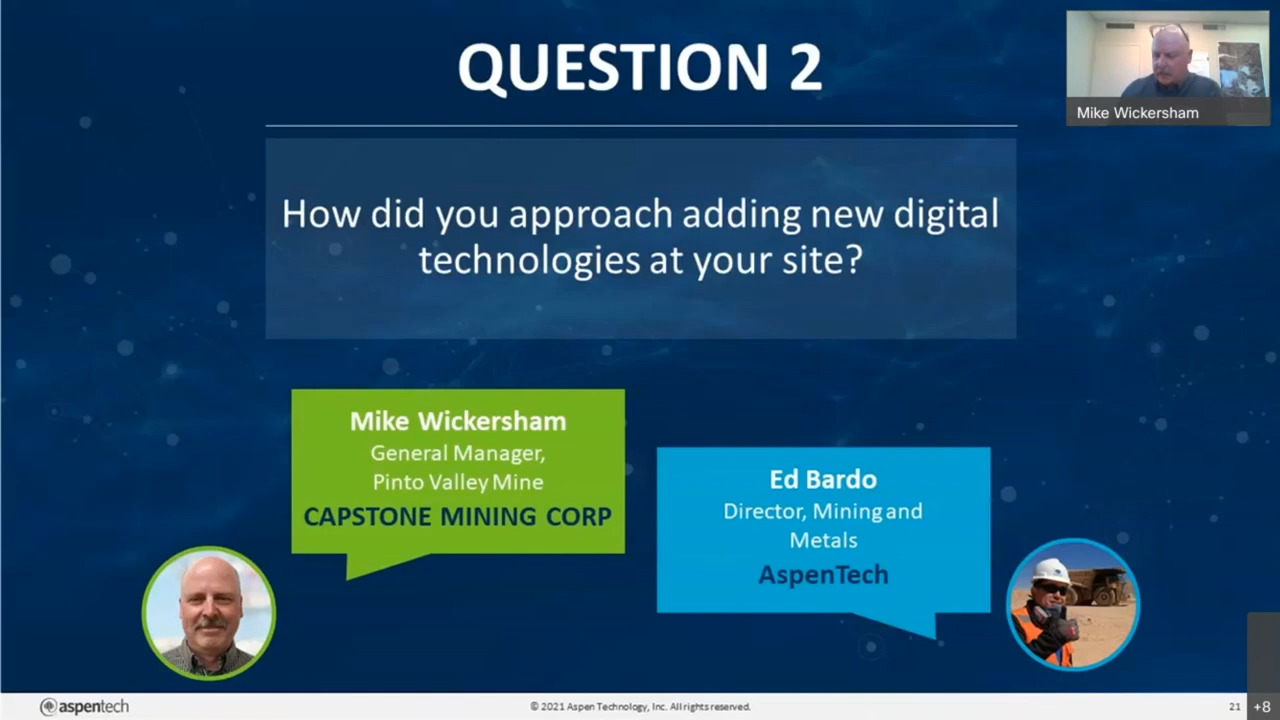 QUESTION 2
Mike Wickersham
How did you approach adding new digital
technologies at your site?
Mike Wickersham
General Manager,
Pinto Valley Mine
CAPSTONE MINING CORP
Ed Bardo
Director, Mining and
Metals
AspenTech
aspentech
© 2021 Aspen Technology, Inc. All rights reserved.
21
+8